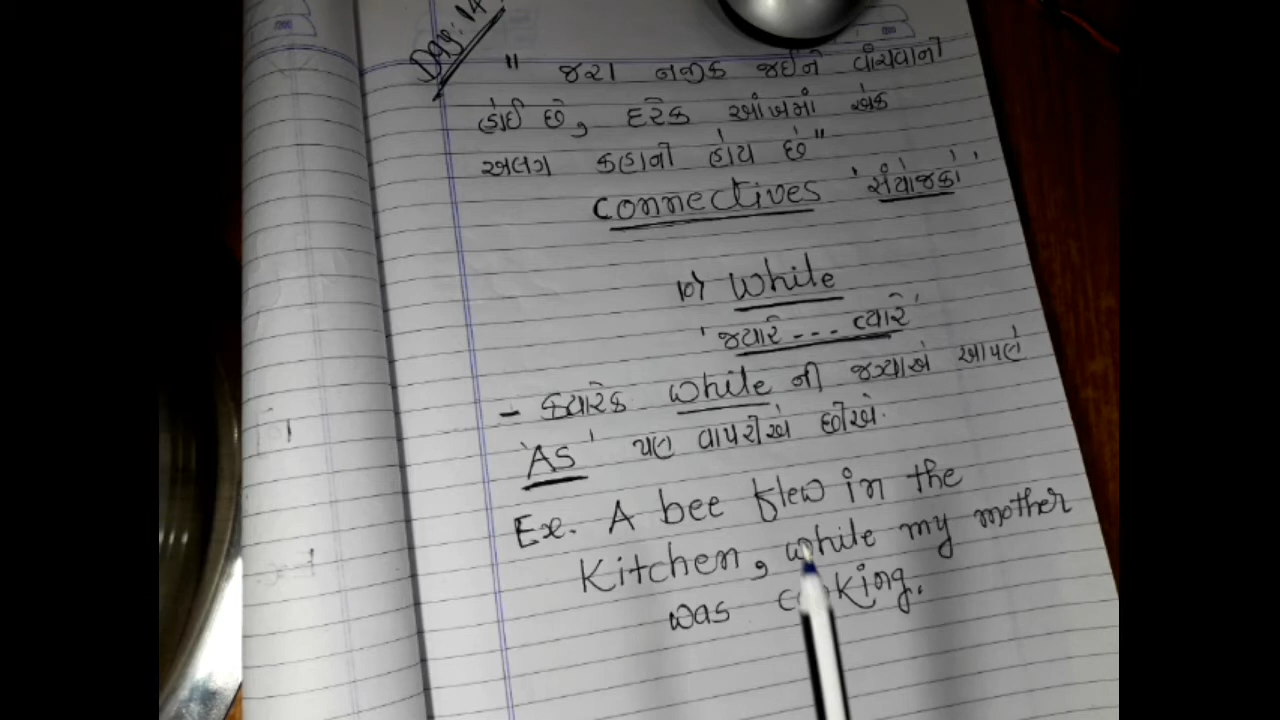 Day: 14
" જરા નજીક જઈને વાંચવાની
હોઈ છે, દરેક આંખમાં એક
અલગ કહાની હોય છે"
Connectives 'સંયોજકો'
10) While
'જ્યારે --- ત્યારે'
- ક્યારેક while ની જગ્યાએ આપણે
'AS' પણ વાપરીએ છીએ.
Ex. A bee flew in the
Kitchen, while my mother
was cooking.